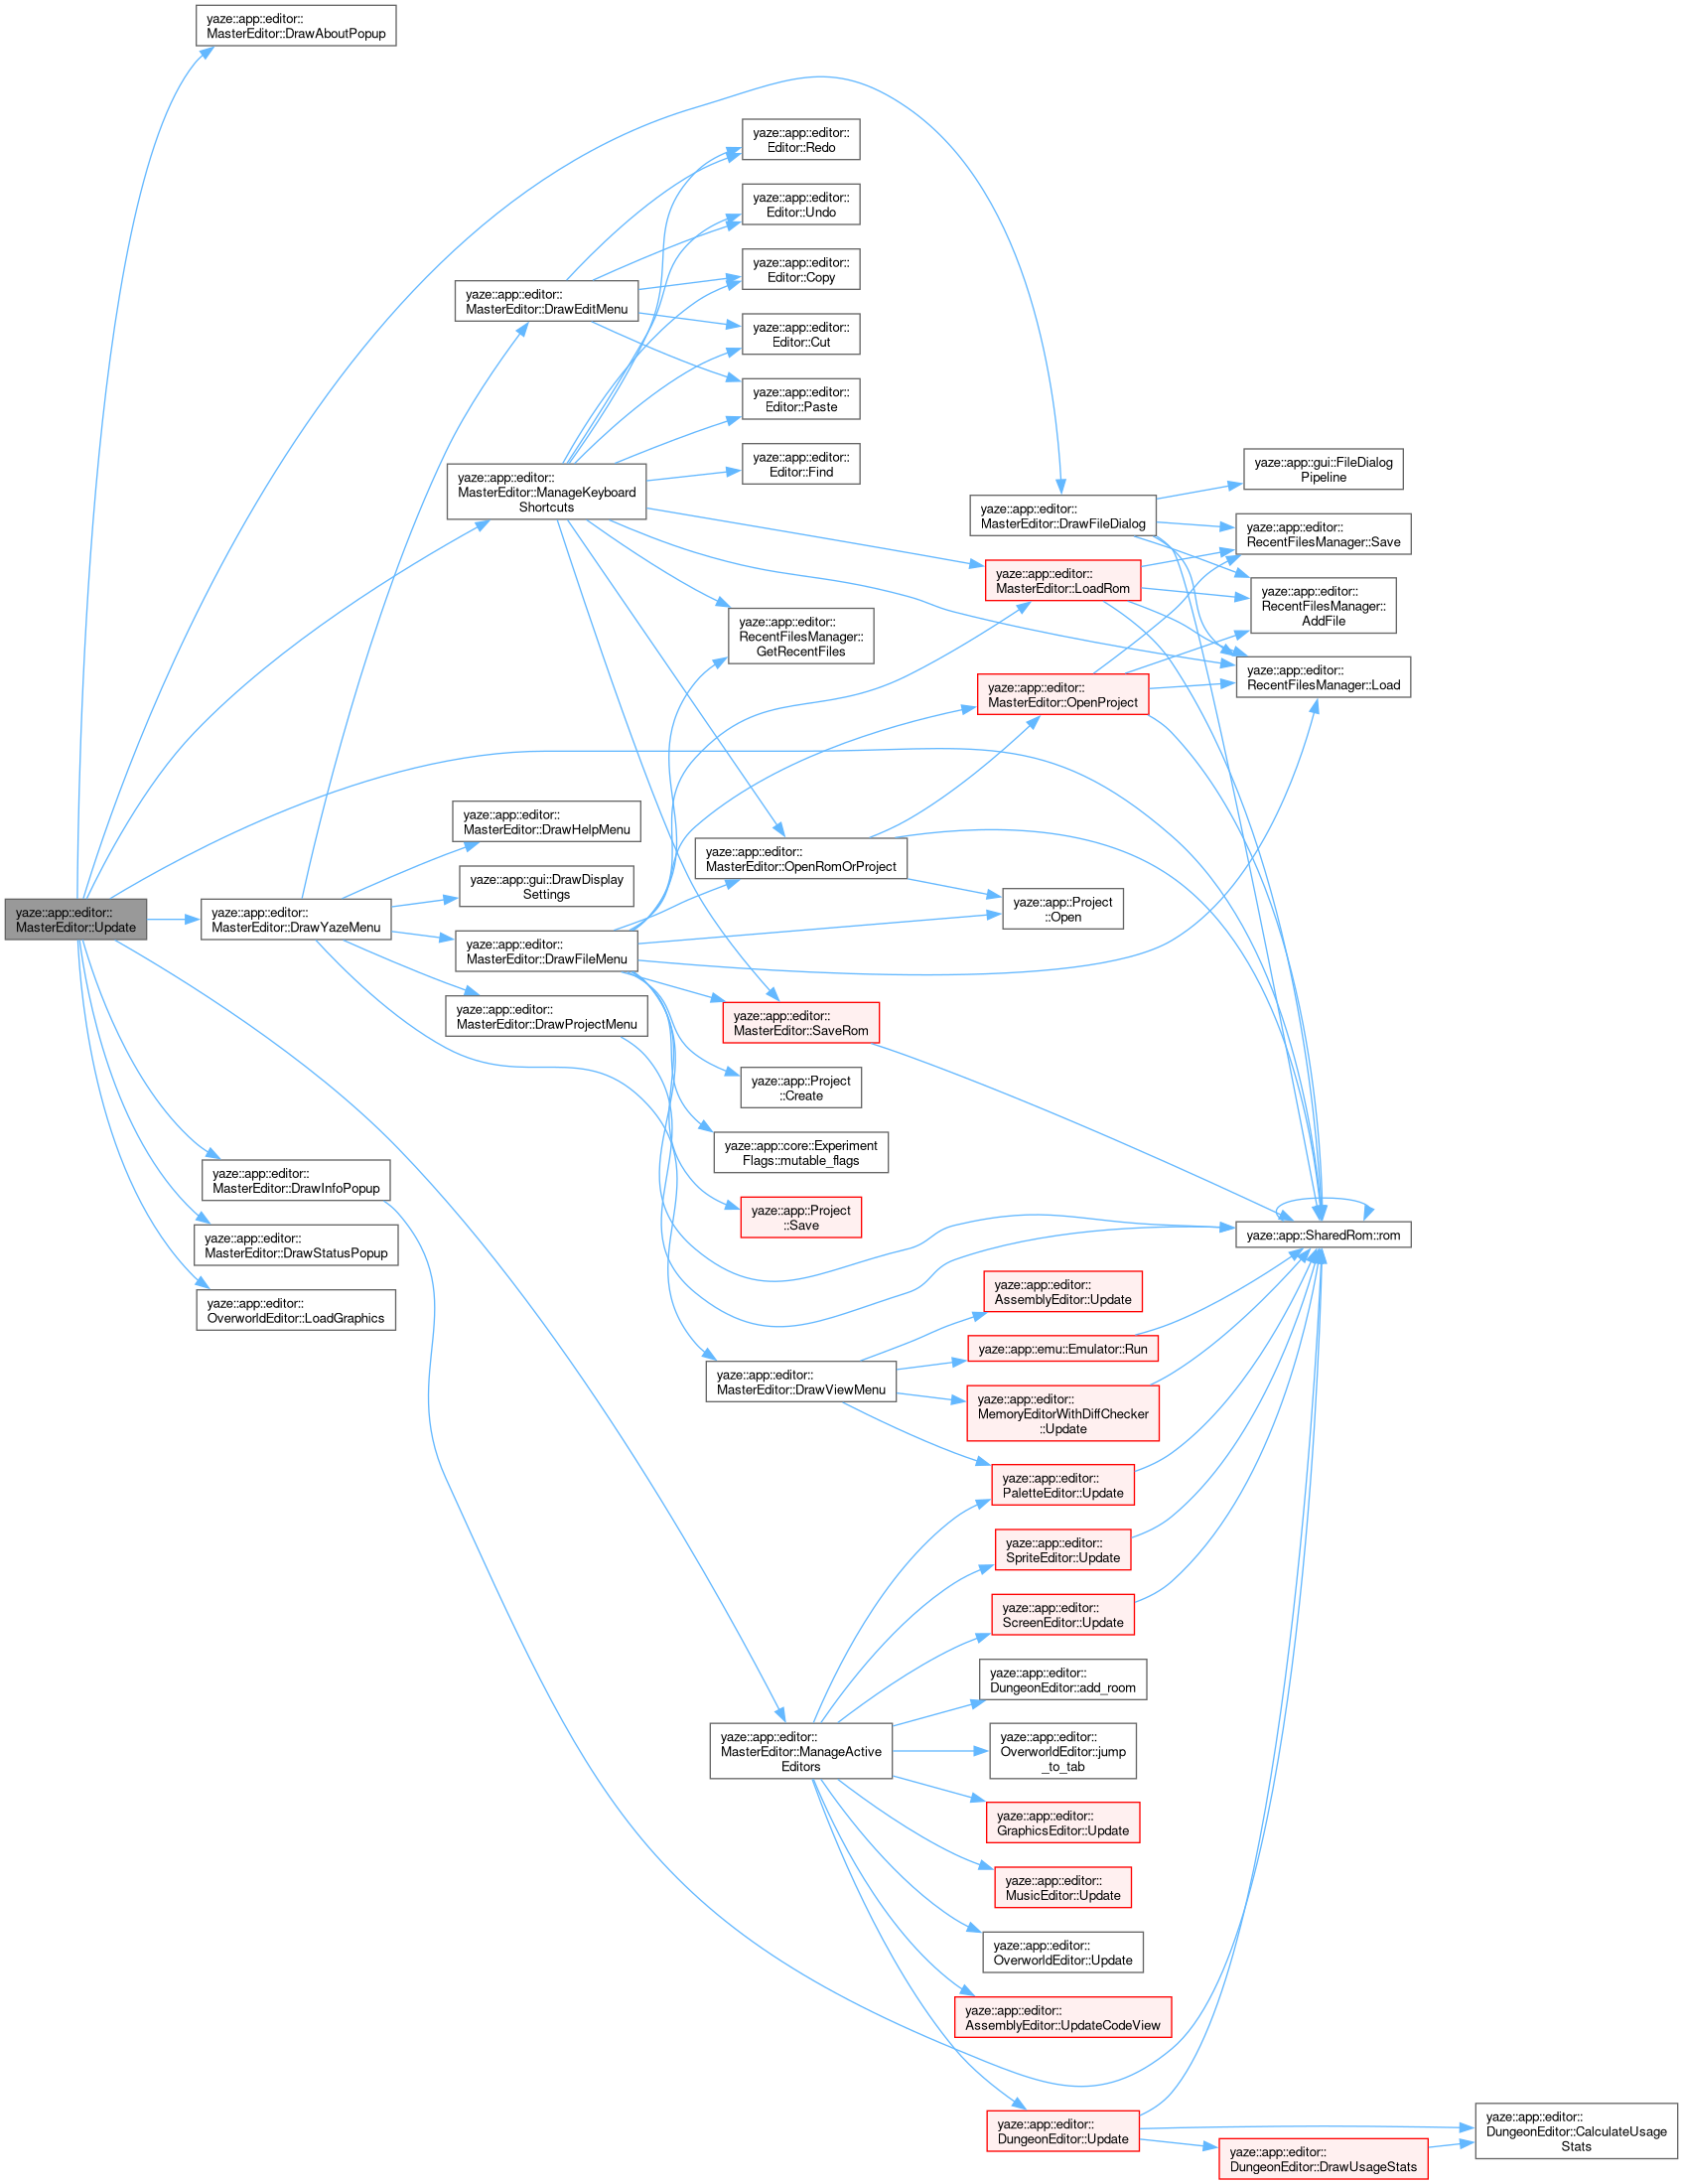 yaze::app::editor::
MasterEditor::DrawAboutPopup
yaze::app::editor::
Editor::Redo
yaze::app::editor::
Editor::Undo
yaze::app::editor::
Editor::Copy
yaze::app::editor::
MasterEditor::DrawEditMenu
yaze::app::editor::
Editor::Cut
yaze::app::editor::
Editor::Paste
yaze::app::editor::
Editor::Find
yaze::app::editor::
MasterEditor::ManageKeyboard
Shortcuts
yaze::app::gui::FileDialog
Pipeline
yaze::app::editor::
MasterEditor::DrawFileDialog
yaze::app::editor::
RecentFilesManager::Save
yaze::app::editor::
MasterEditor::LoadRom
yaze::app::editor::
RecentFilesManager::
AddFile
yaze::app::editor::
RecentFilesManager::
GetRecentFiles
yaze::app::editor::
RecentFilesManager::Load
yaze::app::editor::
MasterEditor::OpenProject
yaze::app::editor::
MasterEditor::DrawHelpMenu
yaze::app::editor::
MasterEditor::OpenRomOrProject
yaze::app::gui::DrawDisplay
Settings
yaze::app::Project
::Open
yaze::app::editor::
MasterEditor::Update
yaze::app::editor::
MasterEditor::DrawYazeMenu
yaze::app::editor::
MasterEditor::DrawFileMenu
yaze::app::editor::
MasterEditor::DrawProjectMenu
yaze::app::editor::
MasterEditor::SaveRom
yaze::app::Project
::Create
yaze::app::core::Experiment
Flags::mutable_flags
yaze::app::editor::
MasterEditor::DrawInfoPopup
yaze::app::Project
::Save
yaze::app::editor::
MasterEditor::DrawStatusPopup
yaze::app::SharedRom::rom
yaze::app::editor::
OverworldEditor::LoadGraphics
yaze::app::editor::
AssemblyEditor::Update
yaze::app::emu::Emulator::Run
yaze::app::editor::
MasterEditor::DrawViewMenu
yaze::app::editor::
MemoryEditorWithDiffChecker
::Update
yaze::app::editor::
PaletteEditor::Update
yaze::app::editor::
SpriteEditor::Update
yaze::app::editor::
ScreenEditor::Update
yaze::app::editor::
DungeonEditor::add_room
yaze::app::editor::
MasterEditor::ManageActive
Editors
yaze::app::editor::
OverworldEditor::jump
_to_tab
yaze::app::editor::
GraphicsEditor::Update
yaze::app::editor::
MusicEditor::Update
yaze::app::editor::
OverworldEditor::Update
yaze::app::editor::
AssemblyEditor::UpdateCodeView
yaze::app::editor::
DungeonEditor::Update
yaze::app::editor::
DungeonEditor::CalculateUsage
Stats
yaze::app::editor::
DungeonEditor::DrawUsageStats